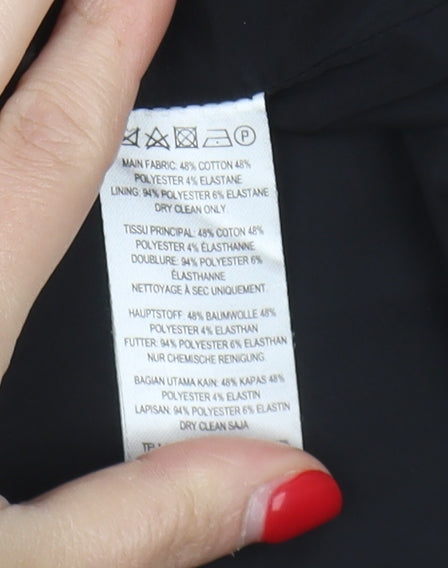 P
MAIN FABRIC: 48% COTTON 48%
POLYESTER 4% ELASTANE
LINING: 94% POLYESTER 6% ELASTANE
DRY CLEAN ONLY
TISSU PRINCIPAL: 48% COTON 48%
POLYESTER 4% ÉLASTHANNE
DOUBLURE: 94% POLYESTER 6%
ÉLASTHANNE
NETTOYAGE À SEC UNIQUEMENT
HAUPTSTOFF: 48% BAUMWOLLE 48%
POLYESTER 4% ELASTHAN
FUTTER: 94% POLYESTER 6% ELASTHAN
NUR CHEMISCHE REINIGUNG.
BAGIAN UTAMA KAIN: 48% KAPAS 48%
POLYESTER 4% ELASTIN
LAPISAN: 94% POLYESTER 6% ELASTIN
DRY CLEAN SAJA